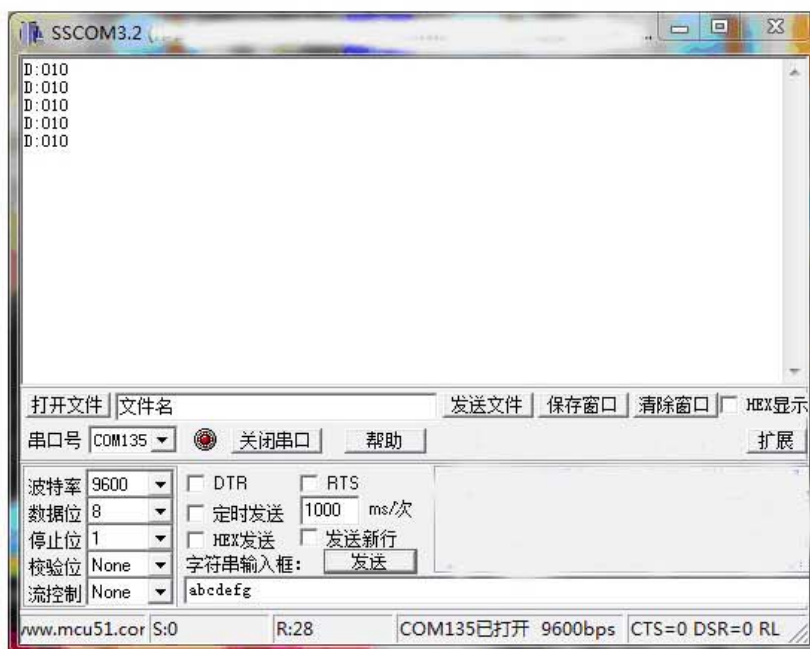 SSCOM3.2 (
D:010
D:010
D:010
D:010
D:010
打开文件 文件名 发送文件 保存窗口 清除窗口 HEX显示
串口号 COM135 关闭串口 帮助 扩展
波特率 9600 DTR RTS
数据位 8 定时发送 1000 ms/次
停止位 1 HEX发送 发送新行
校验位 None 字符串输入框: 发送
流控制 None abcdefg
www.mcu51.cor S:0 R:28 COM135已打开 9600bps CTS=0 DSR=0 RL